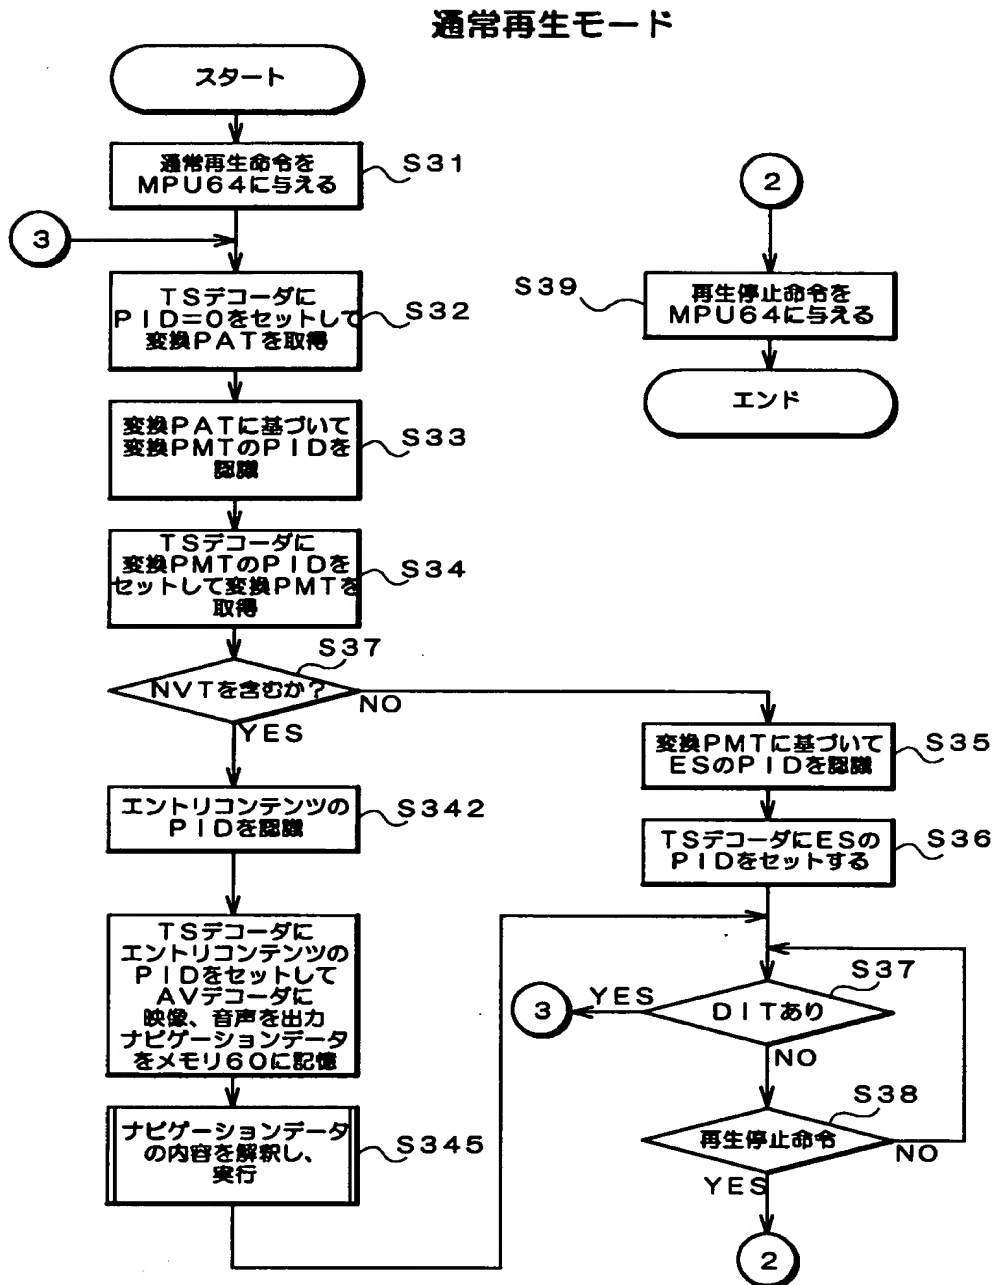 通常再生モード
スタート
通常再生命令を
MPU64に与える
S31
3
TSデコーダに
PID=0をセットして
変換PATを取得
S32
変換PATに基づいて
変換PMTのPIDを
認識
S33
TSデコーダに
変換PMTのPIDを
セットして変換PMTを
取得
S34
NVTを含むか?
S37
NO
YES
エントリコンテンツの
PIDを認識
S342
TSデコーダに
エントリコンテンツの
PIDをセットして
AVデコーダに
映像、音声を出力
ナビゲーションデータ
をメモリ60に記憶
ナビゲーションデータ
の内容を解釈し、
実行
S345
2
S39
再生停止命令を
MPU64に与える
エンド
変換PMTに基づいて
ESのPIDを認識
S35
TSデコーダにESの
PIDをセットする
S36
S37
DITあり
YES
3
NO
S38
再生停止命令
NO
YES
2